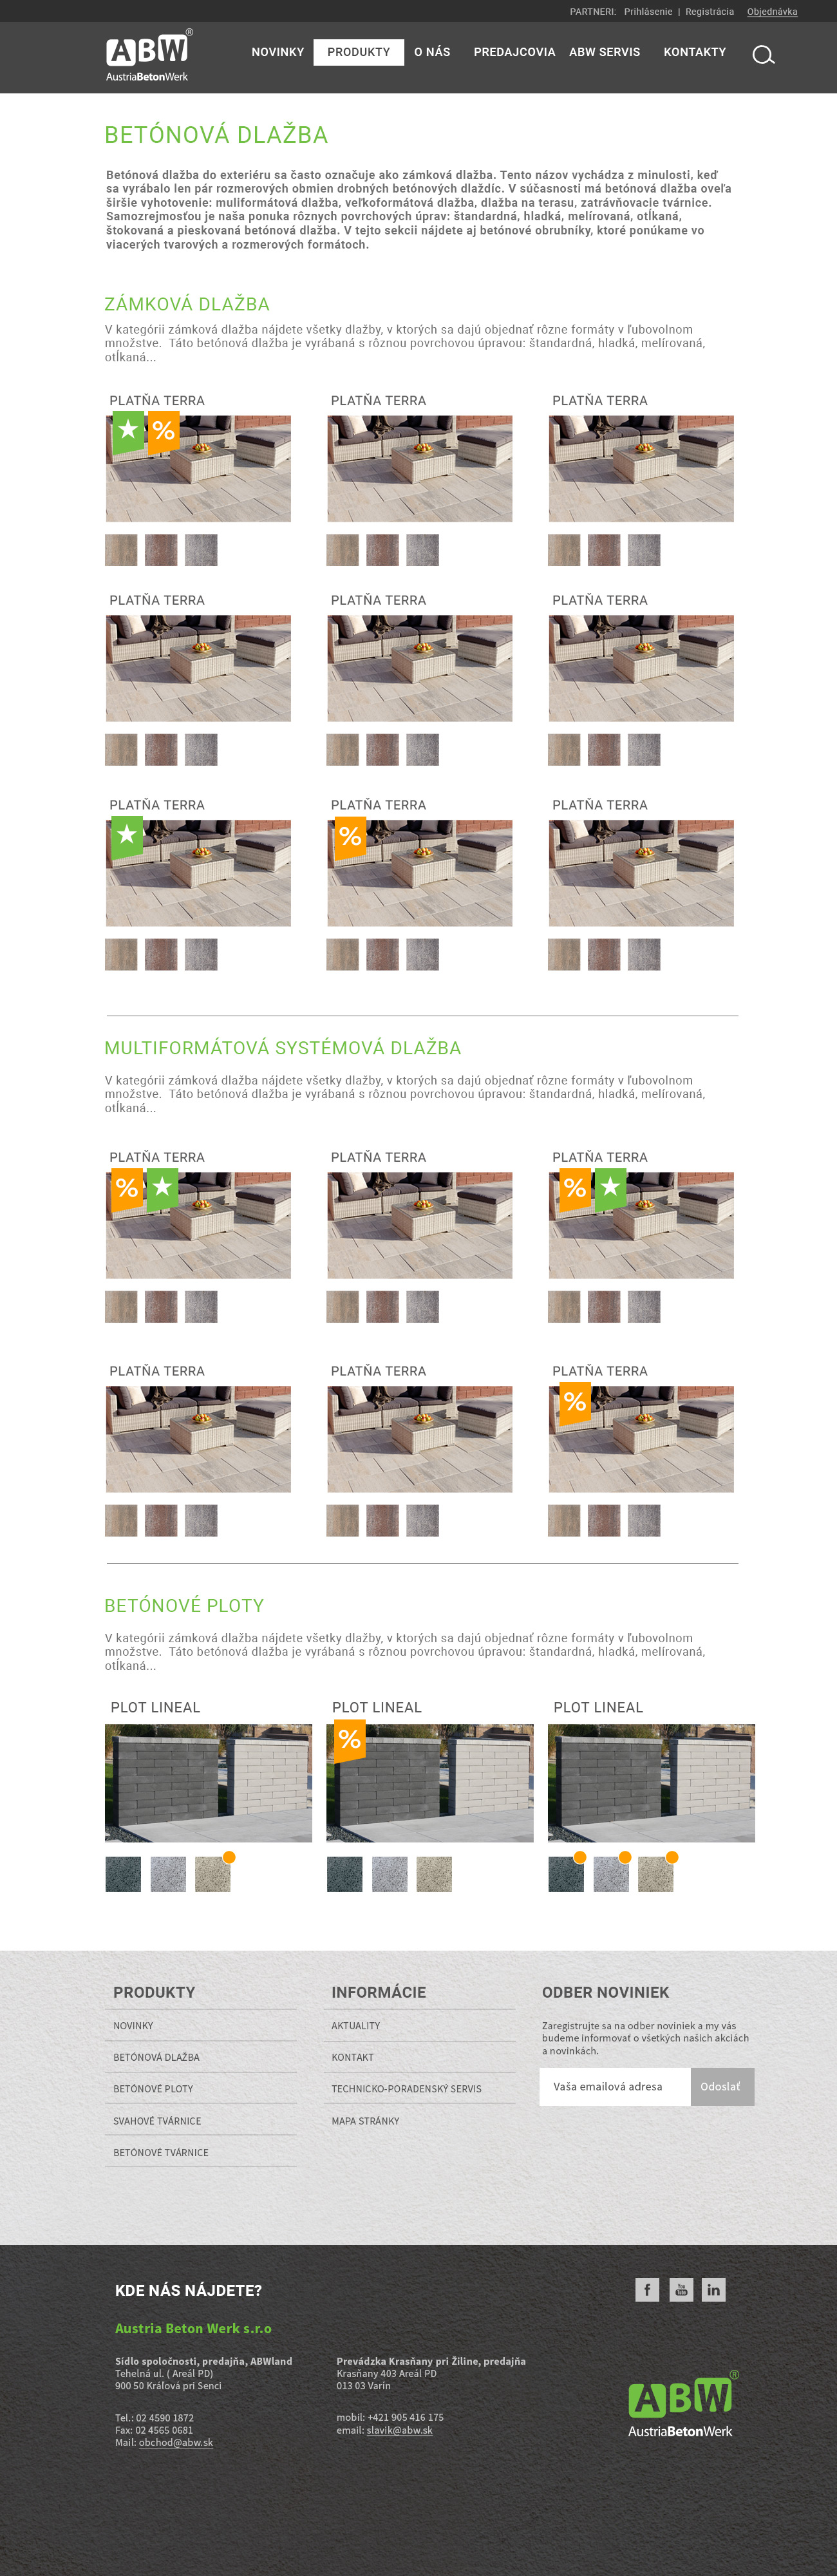 PARTNERI: Prihlásenie | Registrácia Objednávka
ABW®
AustriaBetonWerk
NOVINKY PRODUKTY O NÁS PREDAJCOVIA ABW SERVIS KONTAKTY
BETÓNOVÁ DLAŽBA
Betónová dlažba do exteriéru sa často označuje ako zámková dlažba. Tento názov vychádza z minulosti, keď
sa vyrábalo len pár rozmerových obmien drobných betónových dlaždíc. V súčasnosti má betónová dlažba oveľa
širšie vyhotovenie: muliformátová dlažba, veľkoformátová dlažba, dlažba na terasu, zatrávňovacie tvárnice.
Samozrejmosťou je naša ponuka rôznych povrchových úprav: štandardná, hladká, melírovaná, otĺkaná,
štokovaná a pieskovaná betónová dlažba. V tejto sekcii nájdete aj betónové obrubníky, ktoré ponúkame vo
viacerých tvarových a rozmerových formátoch.
ZÁMKOVÁ DLAŽBA
V kategórii zámková dlažba nájdete všetky dlažby, v ktorých sa dajú objednať rôzne formáty v ľubovolnom
množstve. Táto betónová dlažba je vyrábaná s rôznou povrchovou úpravou: štandardná, hladká, melírovaná,
otĺkaná...
PLATŇA TERRA PLATŇA TERRA PLATŇA TERRA
%
PLATŇA TERRA PLATŇA TERRA PLATŇA TERRA
PLATŇA TERRA PLATŇA TERRA PLATŇA TERRA
%
MULTIFORMÁTOVÁ SYSTÉMOVÁ DLAŽBA
V kategórii zámková dlažba nájdete všetky dlažby, v ktorých sa dajú objednať rôzne formáty v ľubovolnom
množstve. Táto betónová dlažba je vyrábaná s rôznou povrchovou úpravou: štandardná, hladká, melírovaná,
otĺkaná...
PLATŇA TERRA PLATŇA TERRA PLATŇA TERRA
% %
PLATŇA TERRA PLATŇA TERRA PLATŇA TERRA
%
BETÓNOVÉ PLOTY
V kategórii zámková dlažba nájdete všetky dlažby, v ktorých sa dajú objednať rôzne formáty v ľubovolnom
množstve. Táto betónová dlažba je vyrábaná s rôznou povrchovou úpravou: štandardná, hladká, melírovaná,
otĺkaná...
PLOT LINEAL PLOT LINEAL PLOT LINEAL
%
PRODUKTY
NOVINKY
BETÓNOVÁ DLAŽBA
BETÓNOVÉ PLOTY
SVAHOVÉ TVÁRNICE
BETÓNOVÉ TVÁRNICE
INFORMÁCIE
AKTUALITY
KONTAKT
TECHNICKO-PORADENSKÝ SERVIS
MAPA STRÁNKY
ODBER NOVINIEK
Zaregistrujte sa na odber noviniek a my vás
budeme informovať o všetkých našich akciách
a novinkách.
Vaša emailová adresa Odoslať
KDE NÁS NÁJDETE?
f You Tube in
Austria Beton Werk s.r.o
Sídlo spoločnosti, predajňa, ABWland
Tehelná ul. ( Areál PD)
900 50 Kráľová pri Senci
Tel.: 02 4590 1872
Fax: 02 4565 0681
Mail: obchod@abw.sk
Prevádzka Krasňany pri Žiline, predajňa
Krasňany 403 Areál PD
013 03 Varín
mobil: +421 905 416 175
email: slavik@abw.sk
ABW®
AustriaBetonWerk